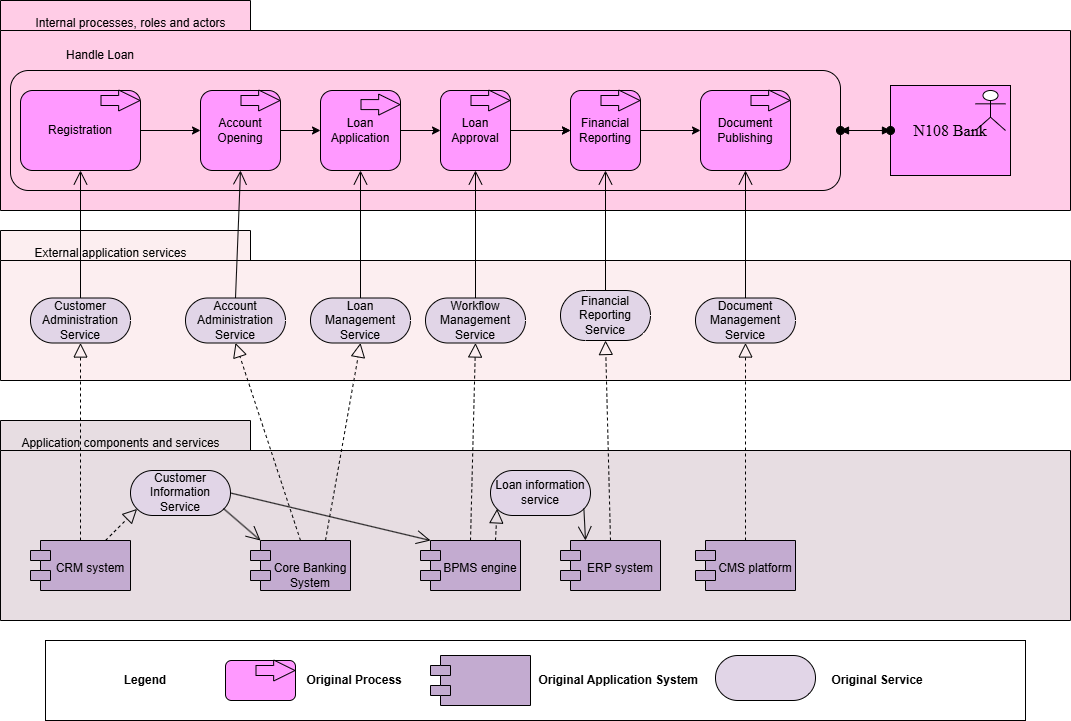 Internal processes, roles and actors
Handle Loan
Registration
Account
Opening
Loan
Application
Loan
Approval
Financial
Reporting
Document
Publishing
N108 Bank
External application services
Customer
Administration
Service
Account
Administration
Service
Loan
Management
Service
Workflow
Management
Service
Financial
Reporting
Service
Document
Management
Service
Application components and services
Customer
Information
Service
Loan information
service
CRM system
Core Banking
System
BPMS engine
ERP system
CMS platform
Legend
Original Process
Original Application System
Original Service